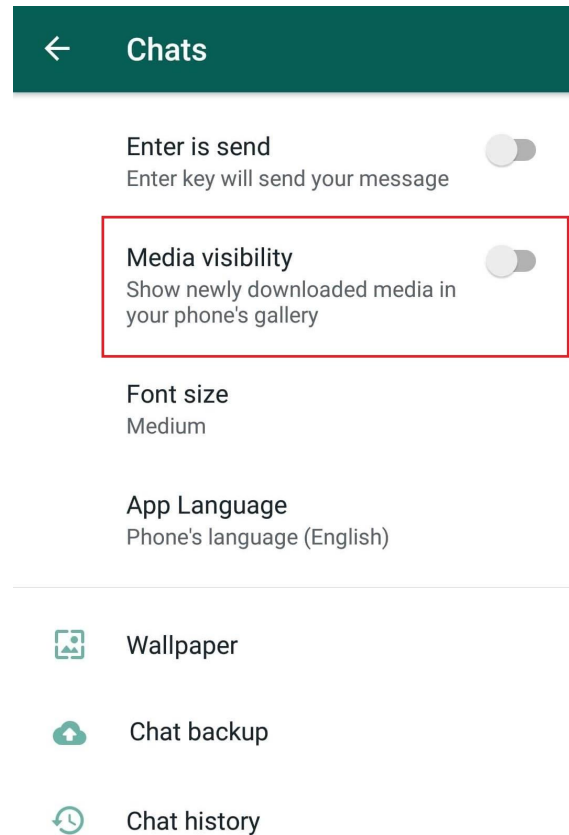 Chats
Enter is send
Enter key will send your message
Media visibility
Show newly downloaded media in
your phone's gallery
Font size
Medium
App Language
Phone's language (English)
Wallpaper
Chat backup
Chat history